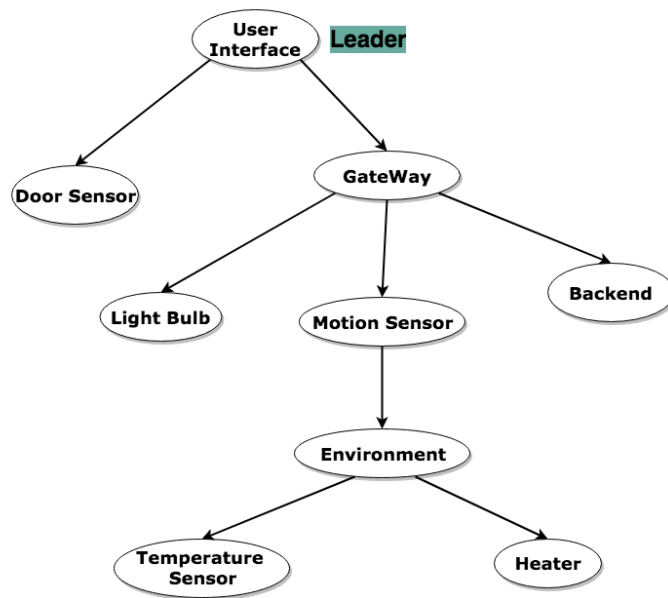 User
Interface
Leader
Door Sensor
GateWay
Light Bulb
Motion Sensor
Backend
Environment
Temperature
Sensor
Heater